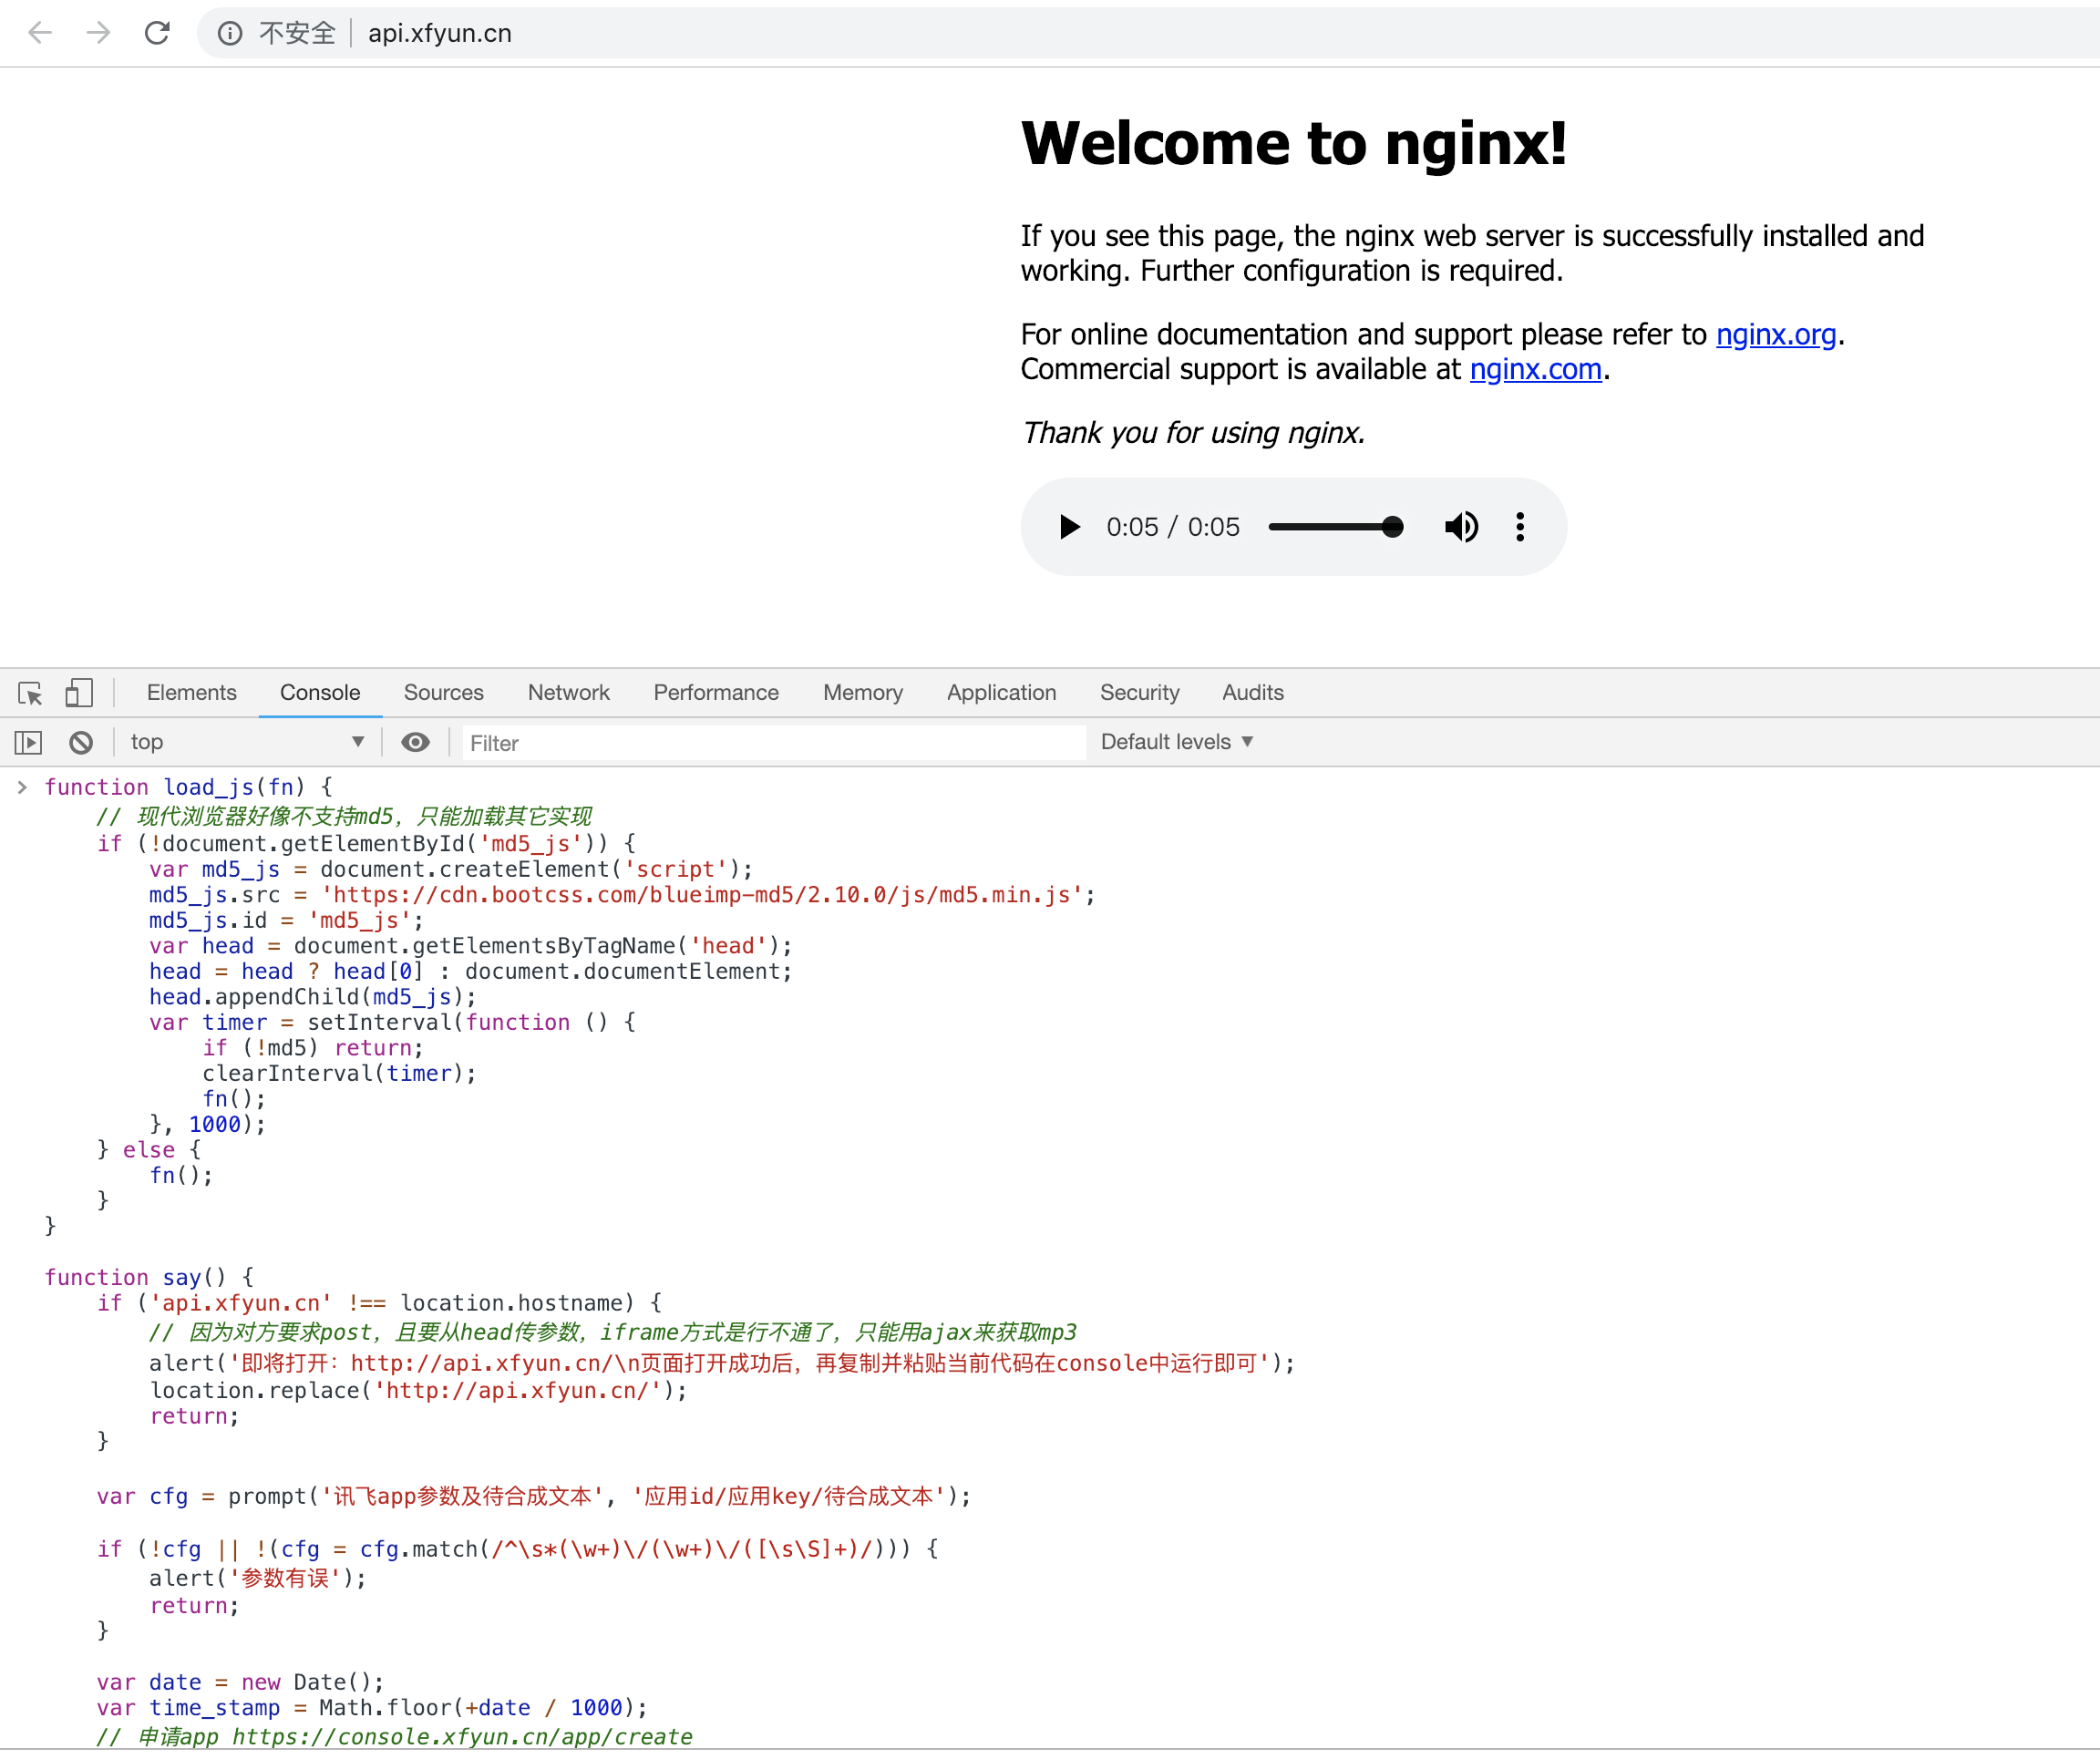 不安全 api.xfyun.cn
Welcome to nginx!
If you see this page, the nginx web server is successfully installed and
working. Further configuration is required.
For online documentation and support please refer to nginx.org.
Commercial support is available at nginx.com.
Thank you for using nginx.
0:05 / 0:05
Elements Console Sources Network Performance Memory Application Security Audits
top Filter Default levels
function load_js(fn) {
    // 现代浏览器好像不支持md5，只能加载其它实现
    if (!document.getElementById('md5_js')) {
        var md5_js = document.createElement('script');
        md5_js.src = 'https://cdn.bootcss.com/blueimp-md5/2.10.0/js/md5.min.js';
        md5_js.id = 'md5_js';
        var head = document.getElementsByTagName('head');
        head = head ? head[0] : document.documentElement;
        head.appendChild(md5_js);
        var timer = setInterval(function () {
            if (!md5) return;
            clearInterval(timer);
            fn();
        }, 1000);
    } else {
        fn();
    }
}
function say() {
    if ('api.xfyun.cn' !== location.hostname) {
        // 因为对方要求post，且要从head传参数，iframe方式是行不通了，只能用ajax来获取mp3
        alert('即将打开：http://api.xfyun.cn/\n页面打开成功后，再复制并粘贴当前代码在console中运行即可');
        location.replace('http://api.xfyun.cn/');
        return;
    }
    var cfg = prompt('讯飞app参数及待合成文本', '应用id/应用key/待合成文本');
    if (!cfg || !(cfg = cfg.match(/^\s*(\w+)\/(\w+)\/([\s\S]+)/))) {
        alert('参数有误');
        return;
    }
    var date = new Date();
    var time_stamp = Math.floor(+date / 1000);
    // 申请app https://console.xfyun.cn/app/create